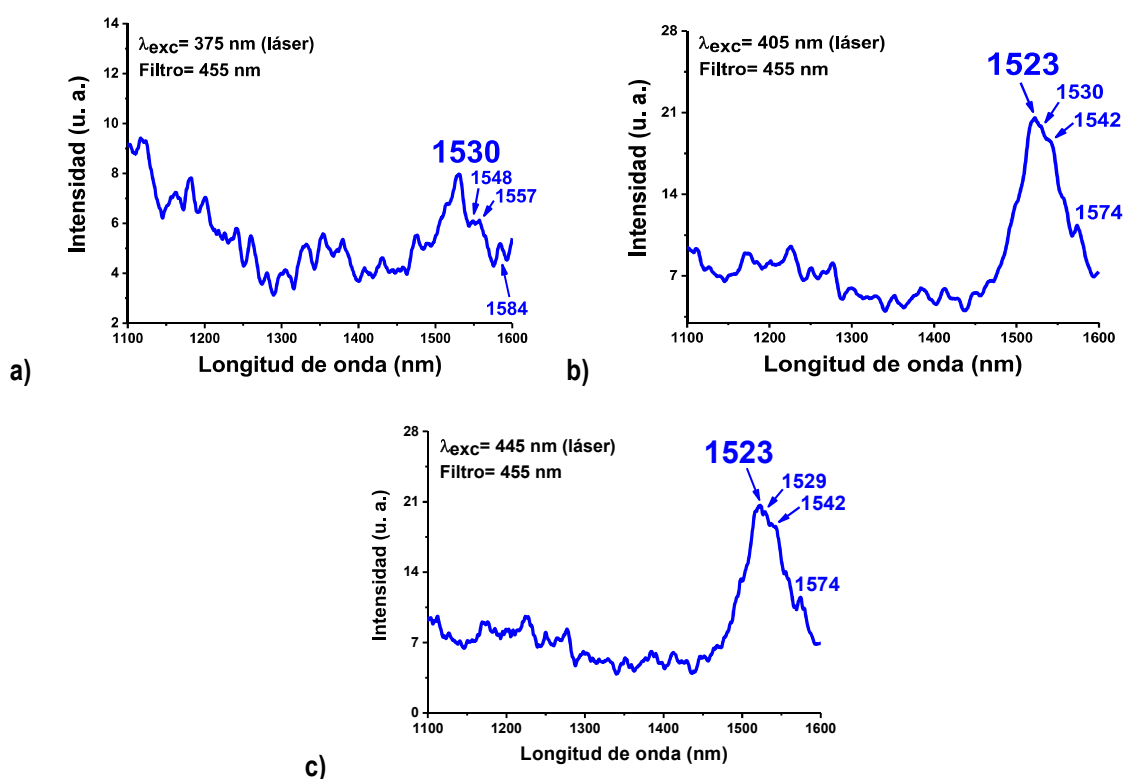 λexc= 375 nm (láser)
Filtro= 455 nm
1530
1548
1557
1584
Intensidad (u. a.)
14
12
10
8
6
4
2
1100 1200 1300 1400 1500 1600
Longitud de onda (nm)
a)
λexc= 405 nm (láser)
Filtro= 455 nm
1523
1530
1542
1574
Intensidad (u. a.)
28
21
14
7
1100 1200 1300 1400 1500 1600
Longitud de onda (nm)
b)
λexc= 445 nm (láser)
Filtro= 455 nm
1523
1529
1542
1574
Intensidad (u. a.)
28
21
14
7
0
1100 1200 1300 1400 1500 1600
Longitud de onda (nm)
c)